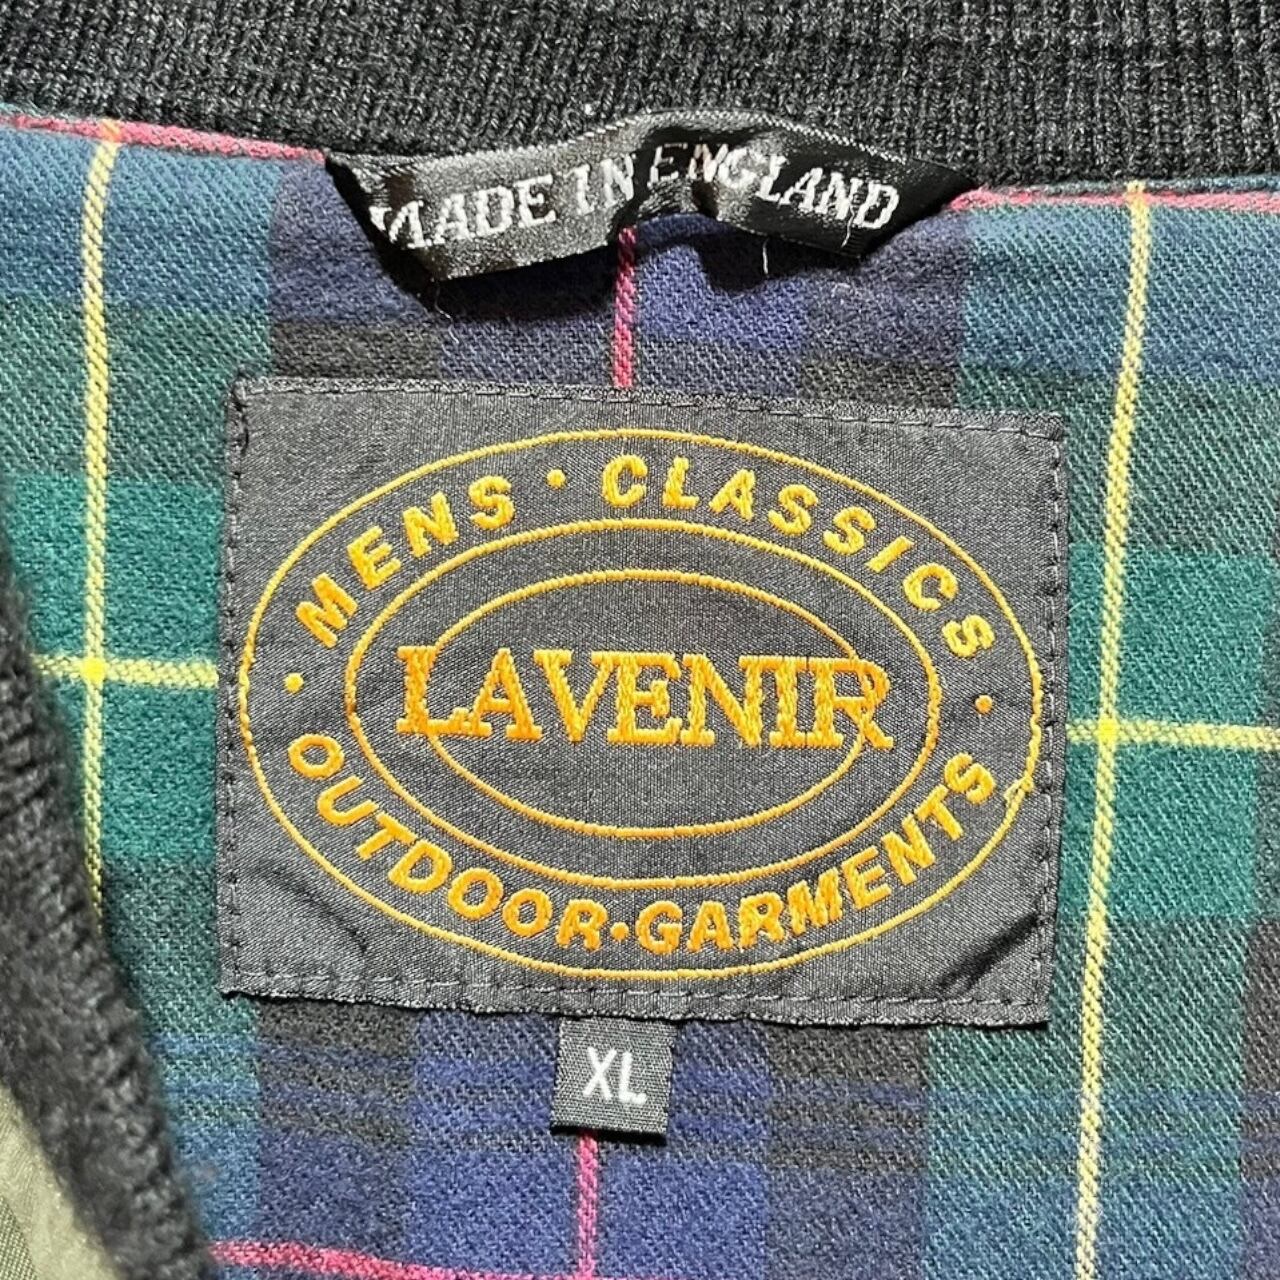 MADE IN ENGLAND
· MENS · CLASSICS ·
LAVENIR
OUTDOOR·GARMENTS
XL